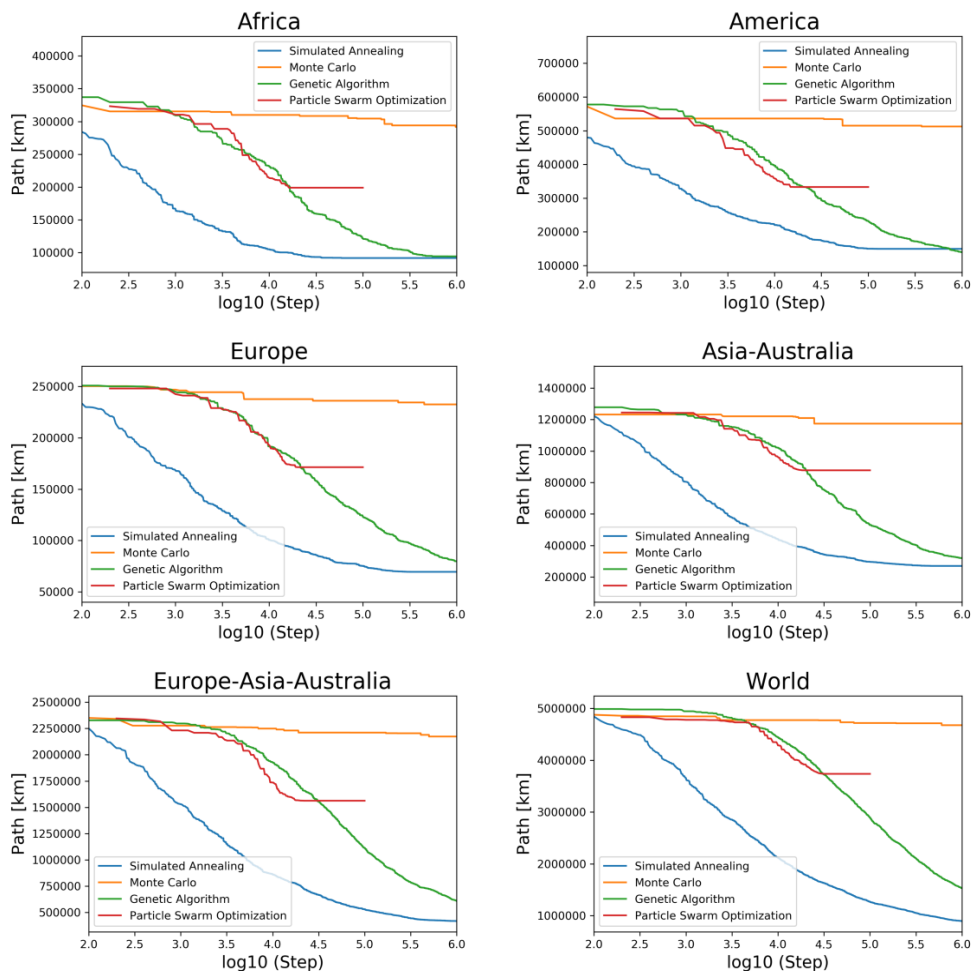 Africa
Path [km]
400000
350000
300000
250000
200000
150000
100000
Simulated Annealing
Monte Carlo
Genetic Algorithm
Particle Swarm Optimization
2.0 2.5 3.0 3.5 4.0 4.5 5.0 5.5 6.0
log10 (Step)
America
Path [km]
700000
600000
500000
400000
300000
200000
100000
Simulated Annealing
Monte Carlo
Genetic Algorithm
Particle Swarm Optimization
2.0 2.5 3.0 3.5 4.0 4.5 5.0 5.5 6.0
log10 (Step)
Europe
Path [km]
250000
200000
150000
100000
50000
Simulated Annealing
Monte Carlo
Genetic Algorithm
Particle Swarm Optimization
2.0 2.5 3.0 3.5 4.0 4.5 5.0 5.5 6.0
log10 (Step)
Asia-Australia
Path [km]
1400000
1200000
1000000
800000
600000
400000
200000
Simulated Annealing
Monte Carlo
Genetic Algorithm
Particle Swarm Optimization
2.0 2.5 3.0 3.5 4.0 4.5 5.0 5.5 6.0
log10 (Step)
Europe-Asia-Australia
Path [km]
2500000
2250000
2000000
1750000
1500000
1250000
1000000
750000
500000
Simulated Annealing
Monte Carlo
Genetic Algorithm
Particle Swarm Optimization
2.0 2.5 3.0 3.5 4.0 4.5 5.0 5.5 6.0
log10 (Step)
World
Path [km]
5000000
4000000
3000000
2000000
1000000
Simulated Annealing
Monte Carlo
Genetic Algorithm
Particle Swarm Optimization
2.0 2.5 3.0 3.5 4.0 4.5 5.0 5.5 6.0
log10 (Step)